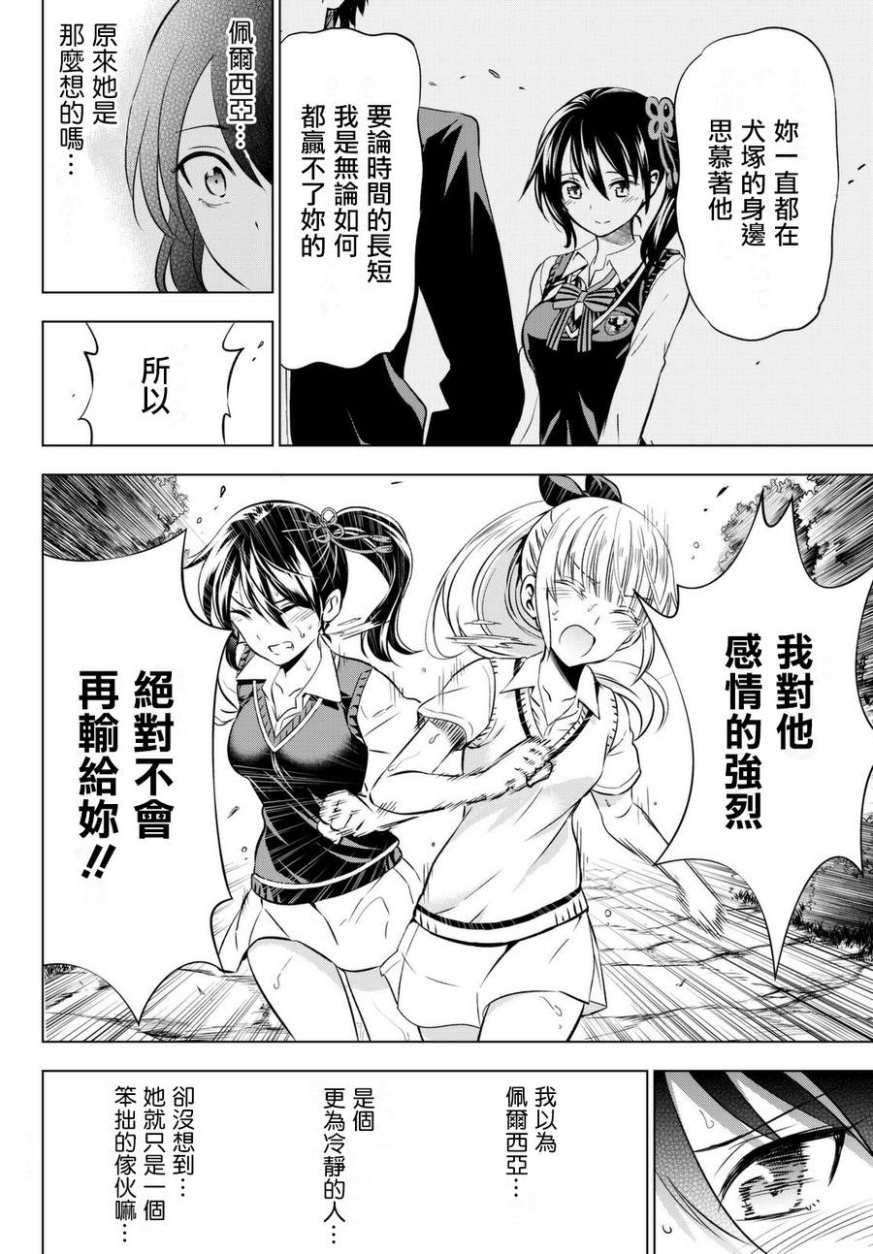 妳一直都在
犬塚的身邊
思慕著他
要論時間的長短
我是無論如何
都贏不了妳的
佩爾西亞…
原來她是
那麼想的嗎…
所以
我對他
感情的強烈
絕對不會
再輸給妳!!
我以為
佩爾西亞…
是個
更為冷靜的人…
卻沒想到…
她就只是一個
笨拙的傢伙嘛…